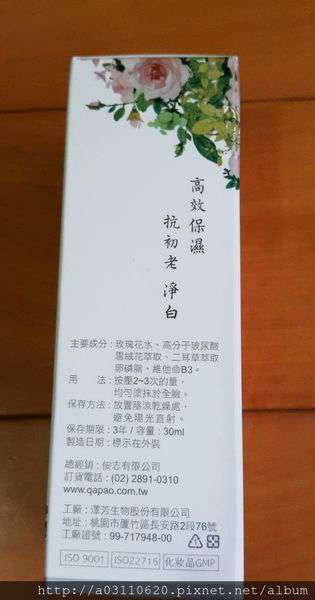 高效保濕
抗初老 淨白
主要成分：玫瑰花水、高分子玻尿酸
雪絨花萃取、二耳草萃取
卵磷脂、維他命B3。
用　　法：按壓2~3次的量，
均勻塗抹於全臉。
保存方法：放置陰涼乾燥處，
避免陽光直射。
保存期限：3年 / 容量：30ml
製造日期：標示在外裝
總經銷：佧志有限公司
訂貨電話：(02) 2891-0310
www.qapao.com.tw
工廠：澤芳生物股份有限公司
地址：桃園市蘆竹區長安路2段76號
工廠證號：99-717948-00
ISO 9001
ISO22716
化妝品GMP
http://a03110620.pixnet.net/album